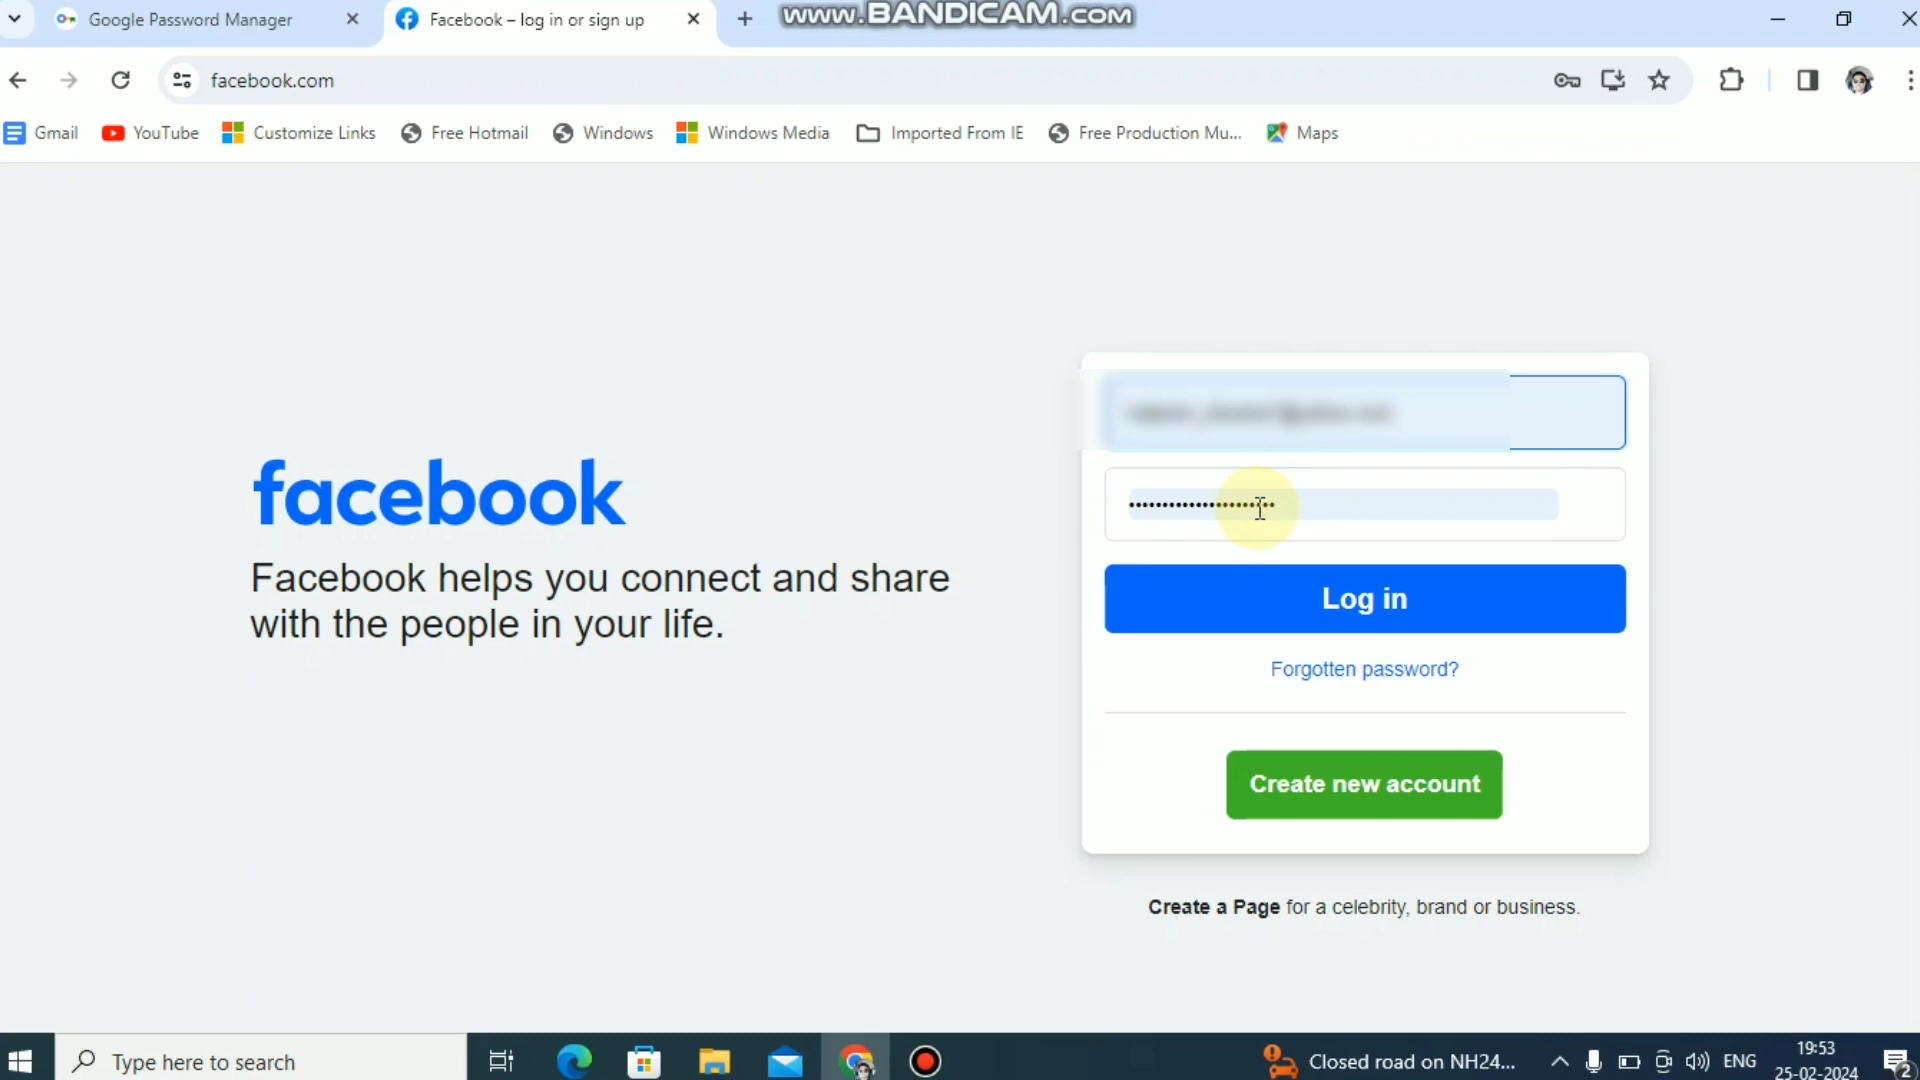 Google Password Manager
Facebook – log in or sign up
www.BANDICAM.com
facebook.com
Gmail
YouTube
Customize Links
Free Hotmail
Windows
Windows Media
Imported From IE
Free Production Mu...
Maps
facebook
Facebook helps you connect and share
with the people in your life.
Log in
Forgotten password?
Create new account
Create a Page for a celebrity, brand or business.
Type here to search
Closed road on NH24...
ENG
19:53
25-02-2024
2